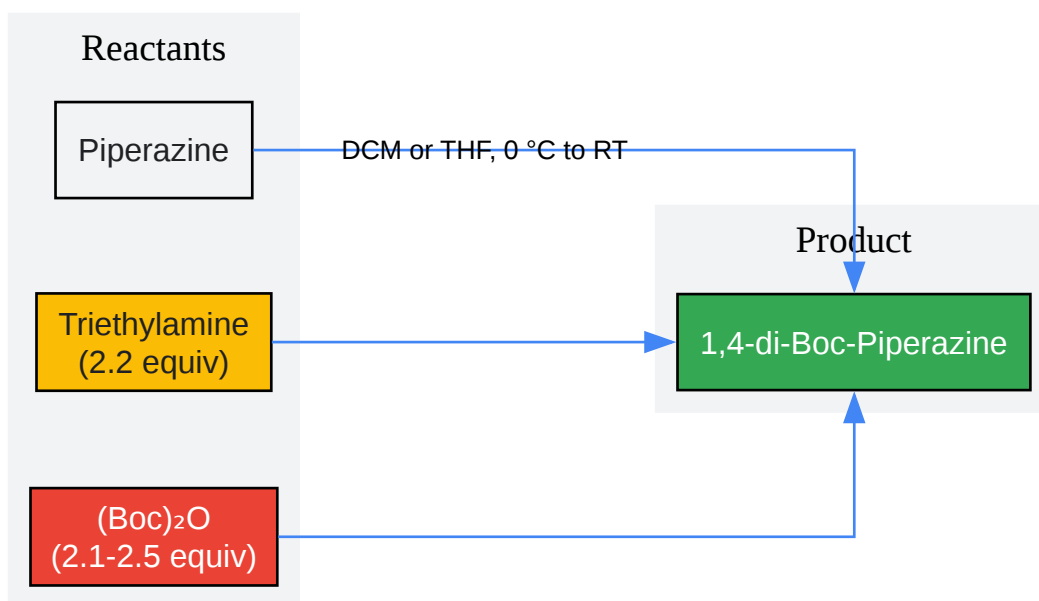 Reactants
Piperazine
DCM or THF, 0 °C to RT
Product
Triethylamine
(2.2 equiv)
1,4-di-Boc-Piperazine
(Boc)₂O
(2.1-2.5 equiv)